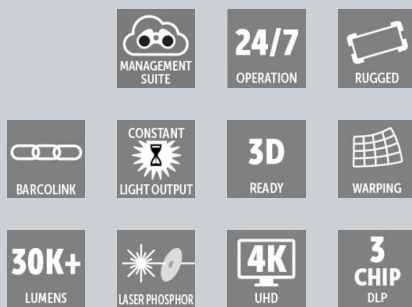 MANAGEMENT
SUITE
24/7
OPERATION
RUGGED
BARCOLINK
CONSTANT
LIGHT OUTPUT
3D
READY
WARPING
30K+
LUMENS
LASER PHOSPHOR
4K
UHD
3
CHIP
DLP